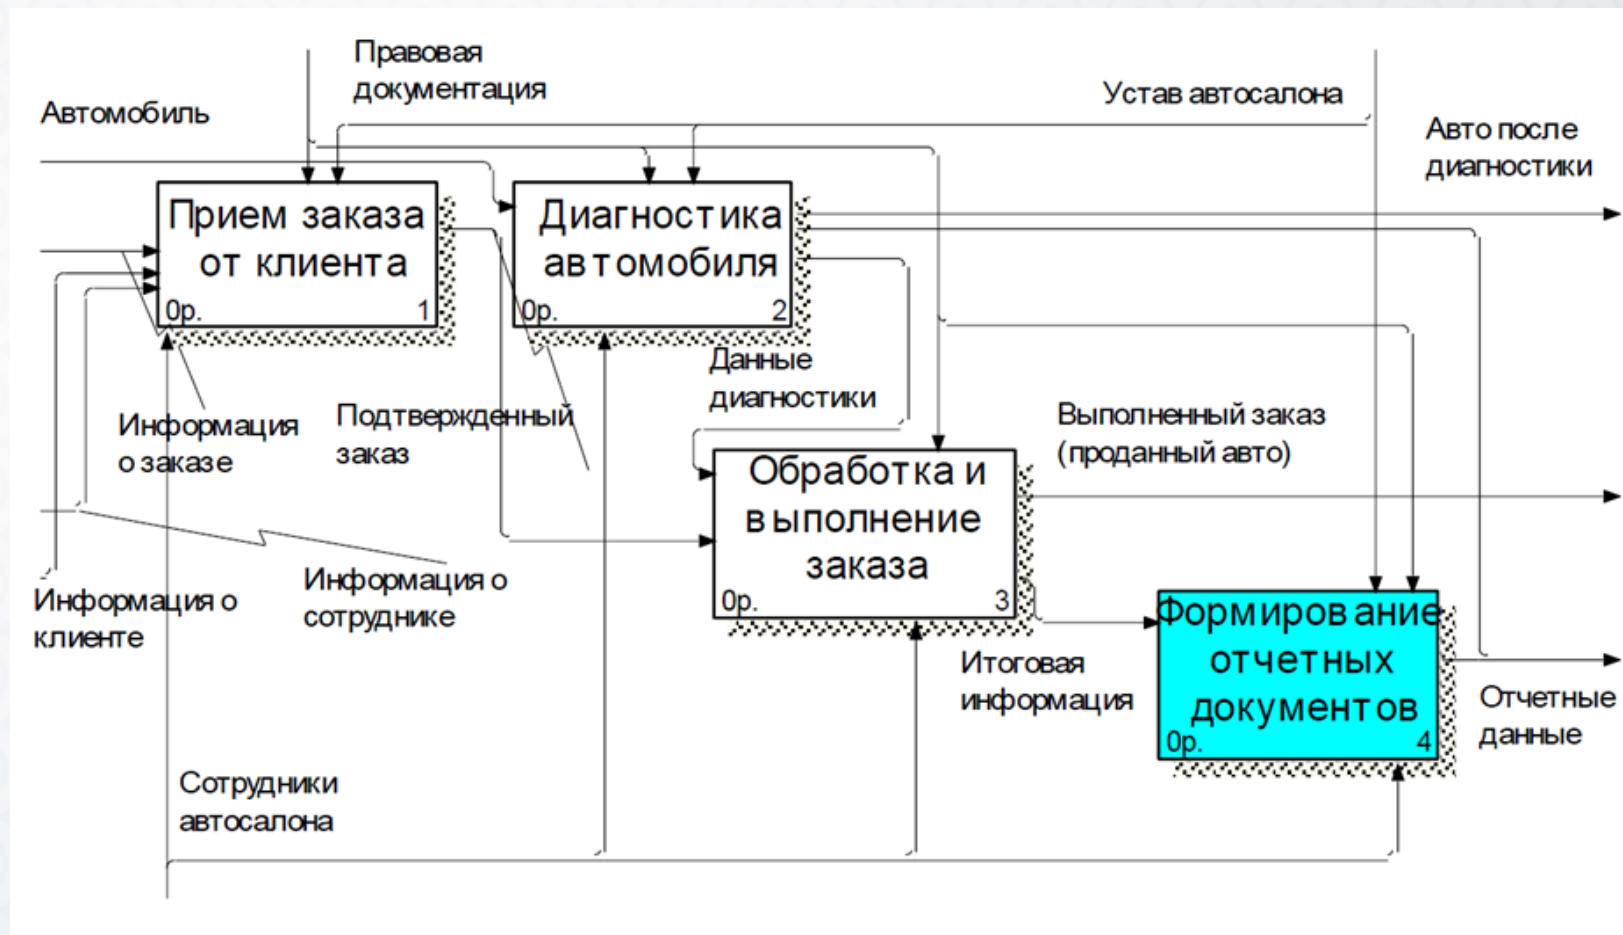 Правовая
документация
Устав автосалона
Автомобиль
Авто после
диагностики
Прием заказа
от клиента
0р. 1
Диагностика
автомобиля
0р. 2
Данные
диагностики
Информация
о заказе
Подтвержденный
заказ
Выполненный заказ
(проданный авто)
Обработка и
выполнение
заказа
0р. 3
Информация о
клиенте
Информация о
сотруднике
Итоговая
информация
Формирование
отчетных
документов
0р. 4
Отчетные
данные
Сотрудники
автосалона